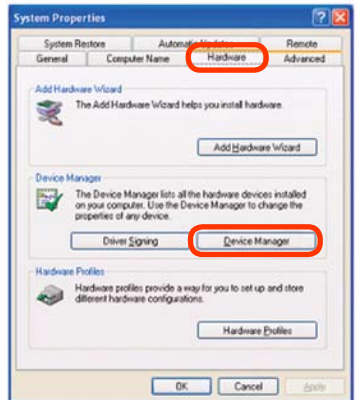 System Properties
System Restore Automatic Updates Remote
General Computer Name Hardware Advanced
Add Hardware Wizard
The Add Hardware Wizard helps you install hardware.
Add Hardware Wizard
Device Manager
The Device Manager lists all the hardware devices installed
on your computer. Use the Device Manager to change the
properties of any device.
Driver Signing Device Manager
Hardware Profiles
Hardware profiles provide a way for you to set up and store
different hardware configurations.
Hardware Profiles
OK Cancel Apply